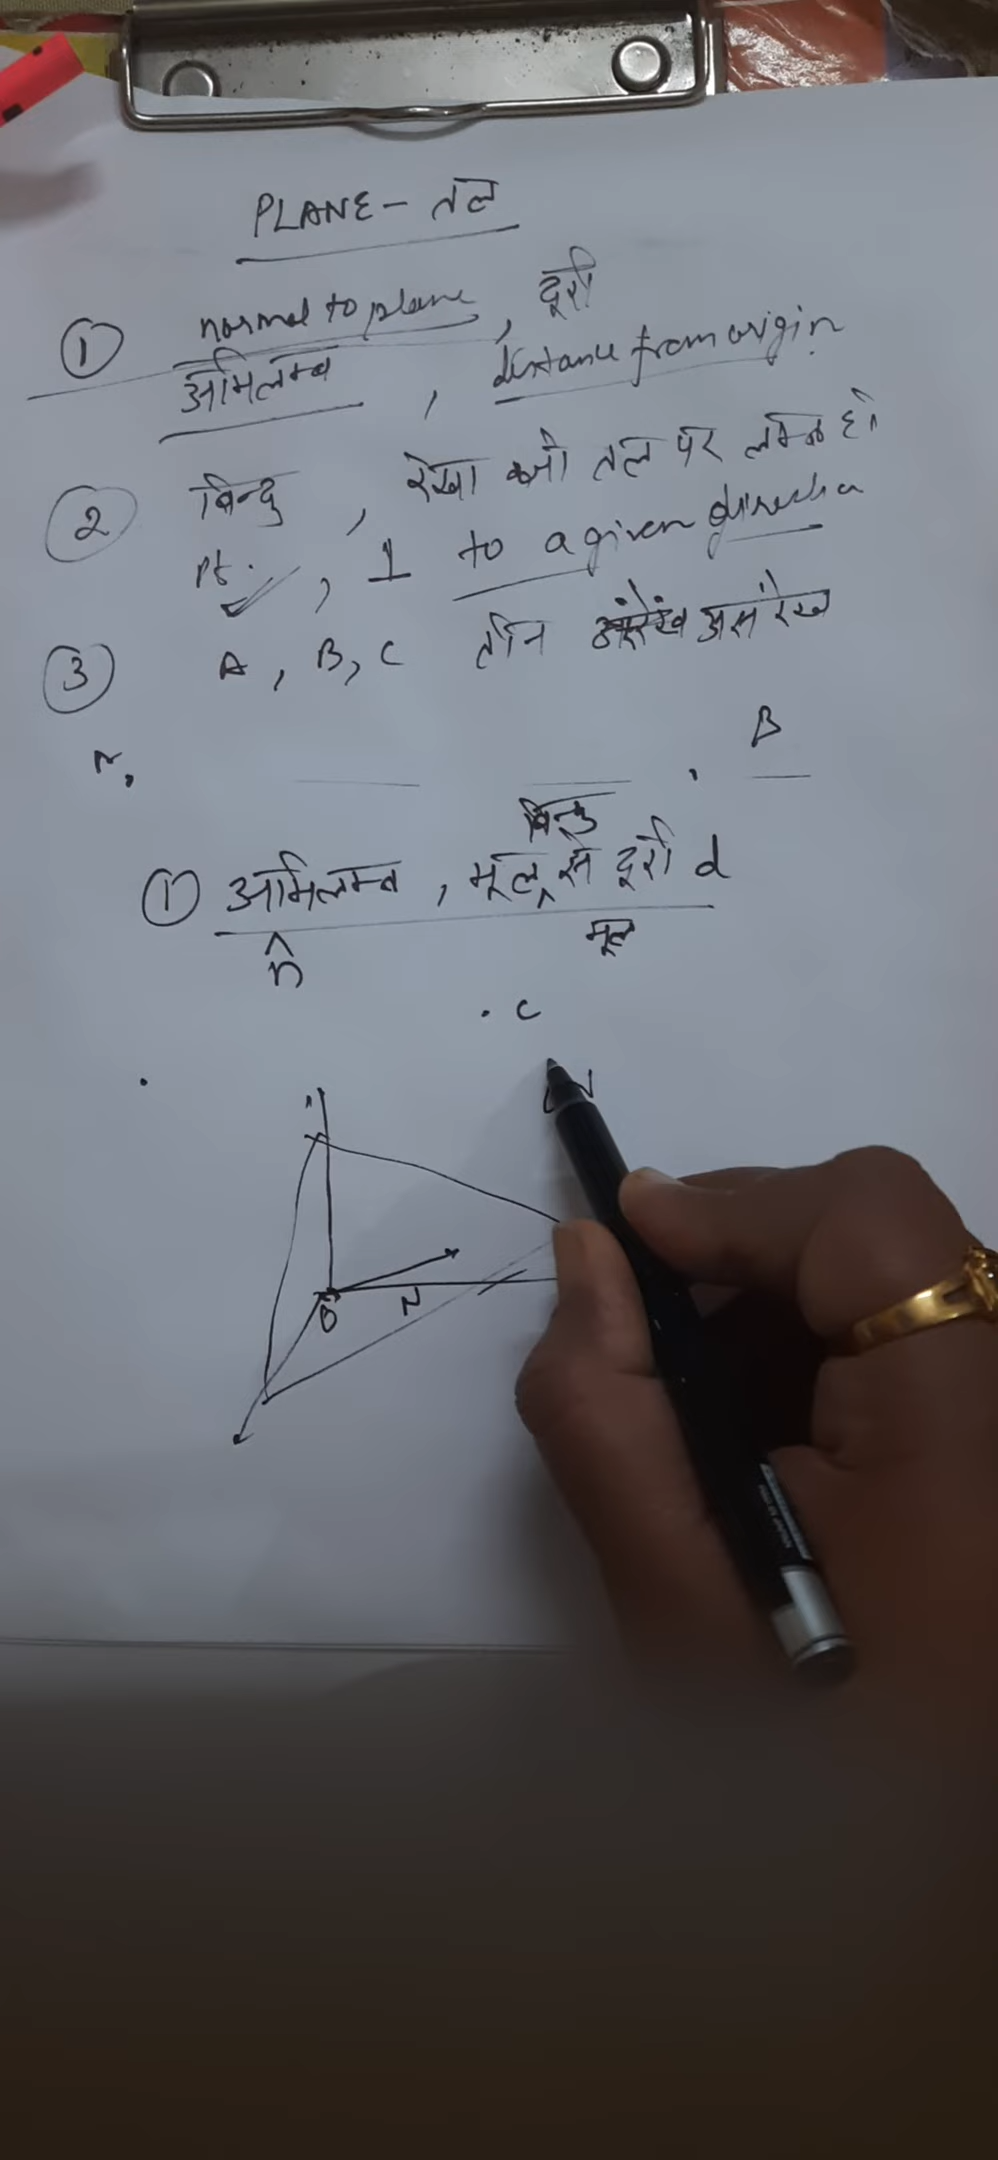 PLANE - तल
① normal to plane, दूरी
अभिलम्ब, distance from origin
② बिन्दु, रेखा जो तल पर लम्ब हो
Pt. ✓, ⊥ to a given direction
③ A, B, C तीन असंरेख
B
बिन्दु
① अभिलम्ब, मूल से दूरी d
n̂ मूल
. C
N
O N